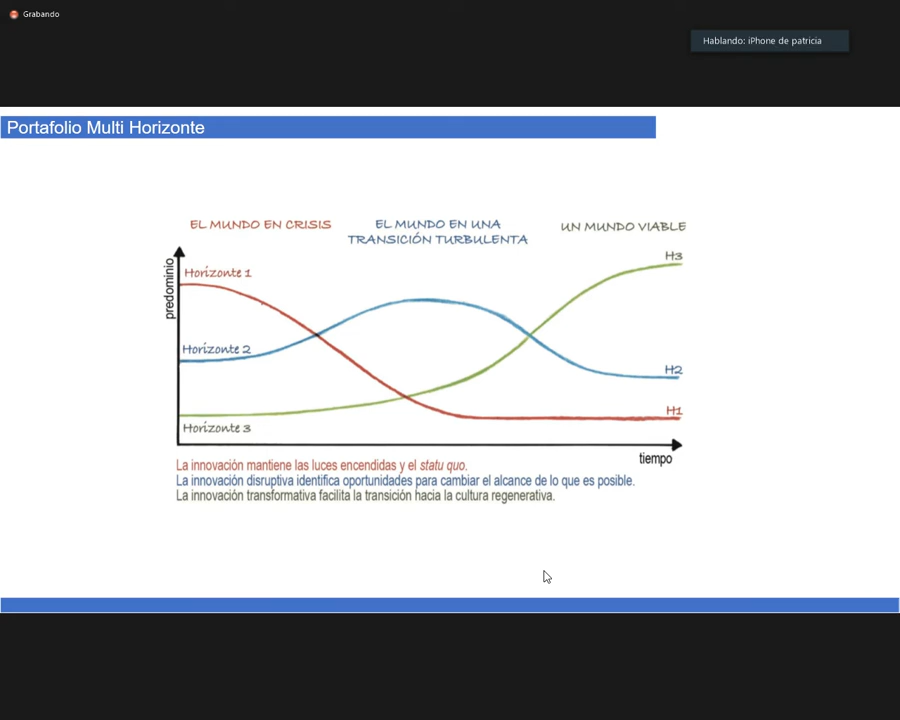 Grabando
Hablando: iPhone de patricia
Portafolio Multi Horizonte
EL MUNDO EN CRISIS
EL MUNDO EN UNA
TRANSICIÓN TURBULENTA
UN MUNDO VIABLE
predominio
Horizonte 1
Horizonte 2
Horizonte 3
H3
H2
H1
tiempo
La innovación mantiene las luces encendidas y el statu quo.
La innovación disruptiva identifica oportunidades para cambiar el alcance de lo que es posible.
La innovación transformativa facilita la transición hacia la cultura regenerativa.